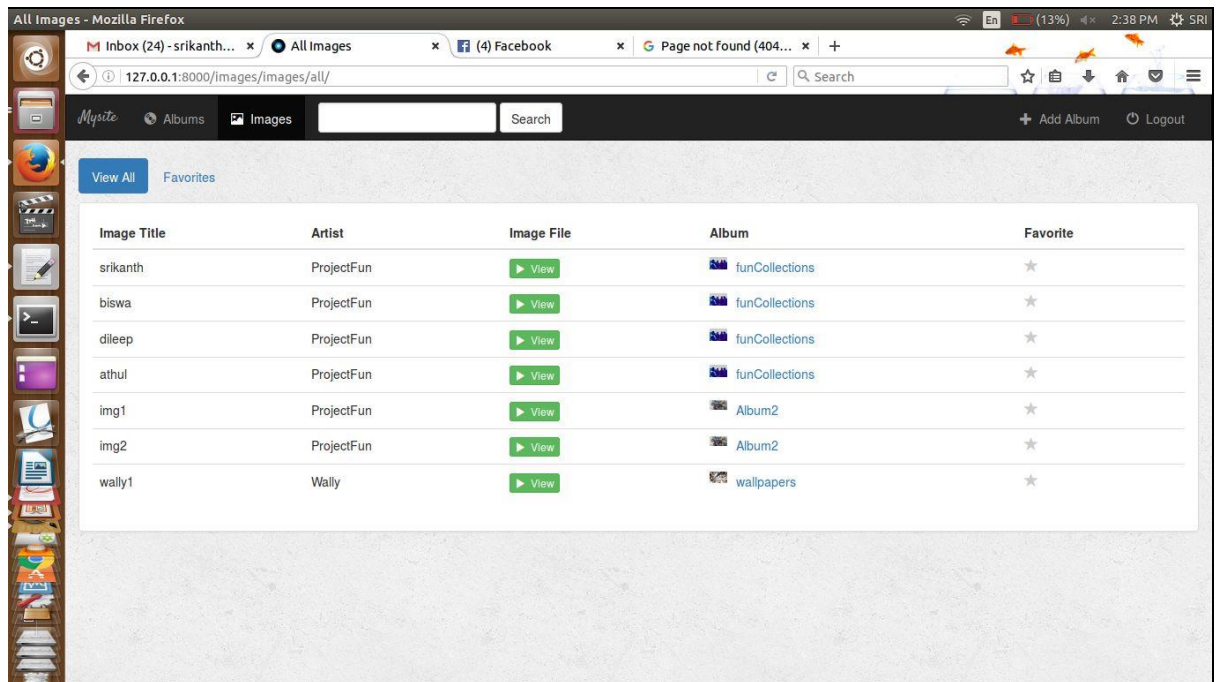 All Images - Mozilla Firefox En (13%) 2:38 PM SRI
Inbox (24) - srikanth... × All Images × (4) Facebook × Page not found (404... × +
127.0.0.1:8000/images/images/all/ Search
Mysite Albums Images Search + Add Album Logout
View All Favorites
Image Title Artist Image File Album Favorite
srikanth ProjectFun View funCollections
biswa ProjectFun View funCollections
dileep ProjectFun View funCollections
athul ProjectFun View funCollections
img1 ProjectFun View Album2
img2 ProjectFun View Album2
wally1 Wally View wallpapers